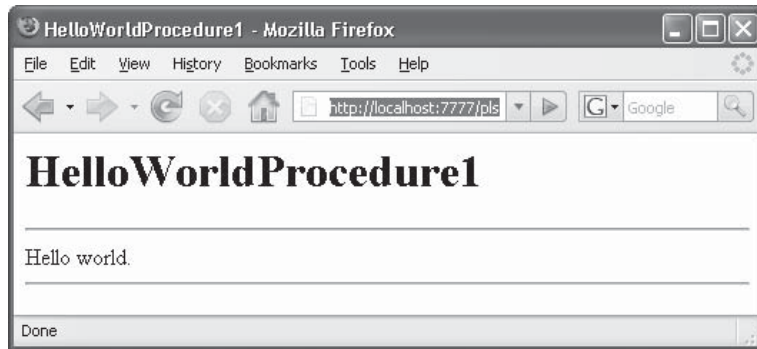 HelloWorldProcedure1 - Mozilla Firefox
File Edit View History Bookmarks Tools Help
http://localhost:7777/pls G Google
HelloWorldProcedure1
Hello world.
Done